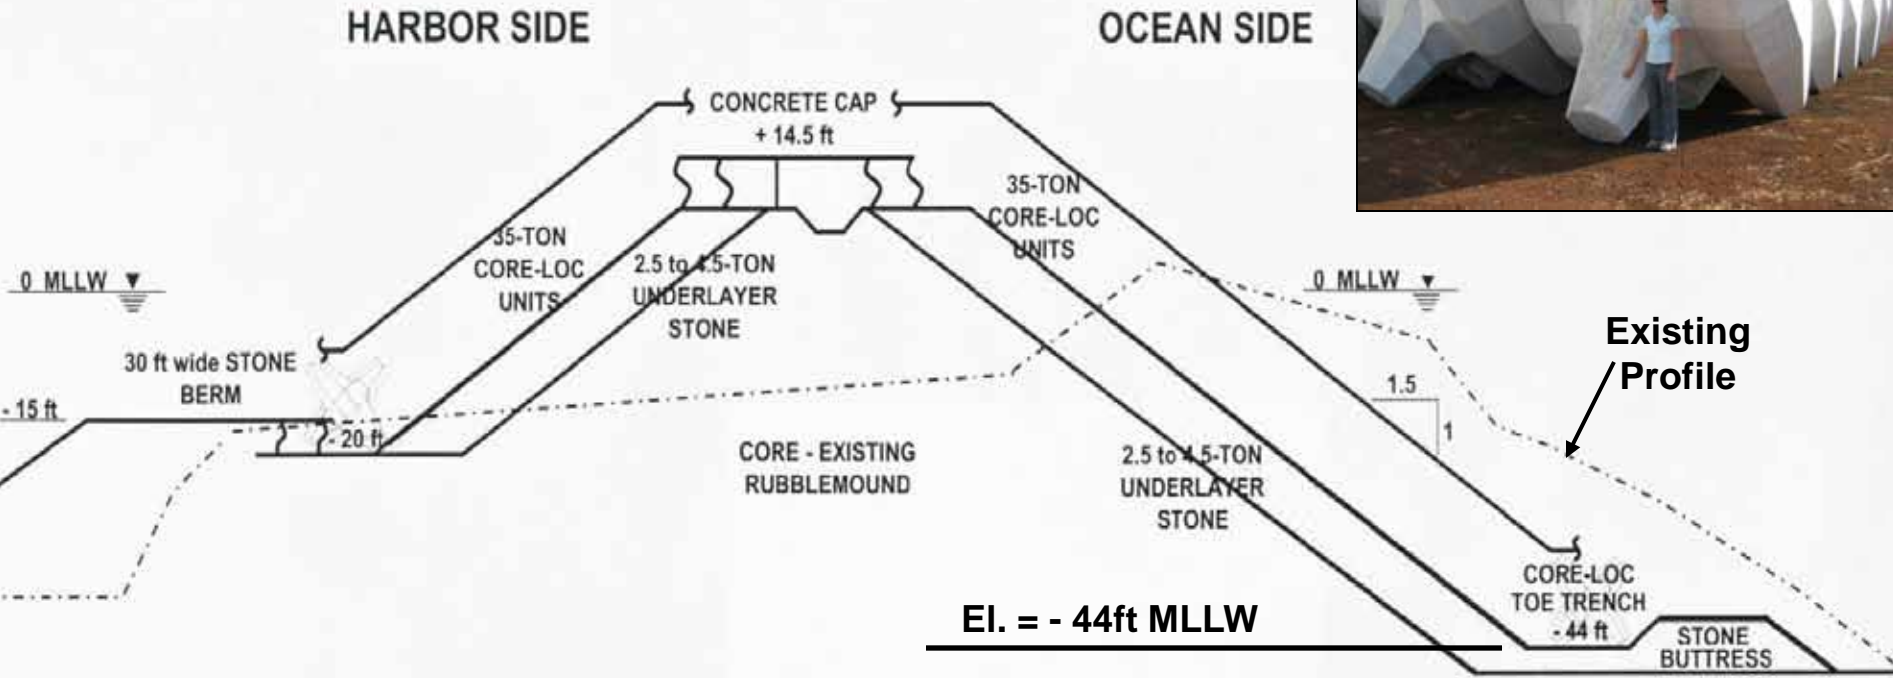 HARBOR SIDE
OCEAN SIDE
CONCRETE CAP
+ 14.5 ft
35-TON
CORE-LOC
UNITS
2.5 to 4.5-TON
UNDERLAYER
STONE
35-TON
CORE-LOC
UNITS
0 MLLW
0 MLLW
Existing
Profile
30 ft wide STONE
BERM
- 15 ft
- 20 ft
1.5
1
CORE - EXISTING
RUBBLEMOUND
2.5 to 4.5-TON
UNDERLAYER
STONE
CORE-LOC
TOE TRENCH
- 44 ft
El. = - 44ft MLLW
STONE
BUTTRESS